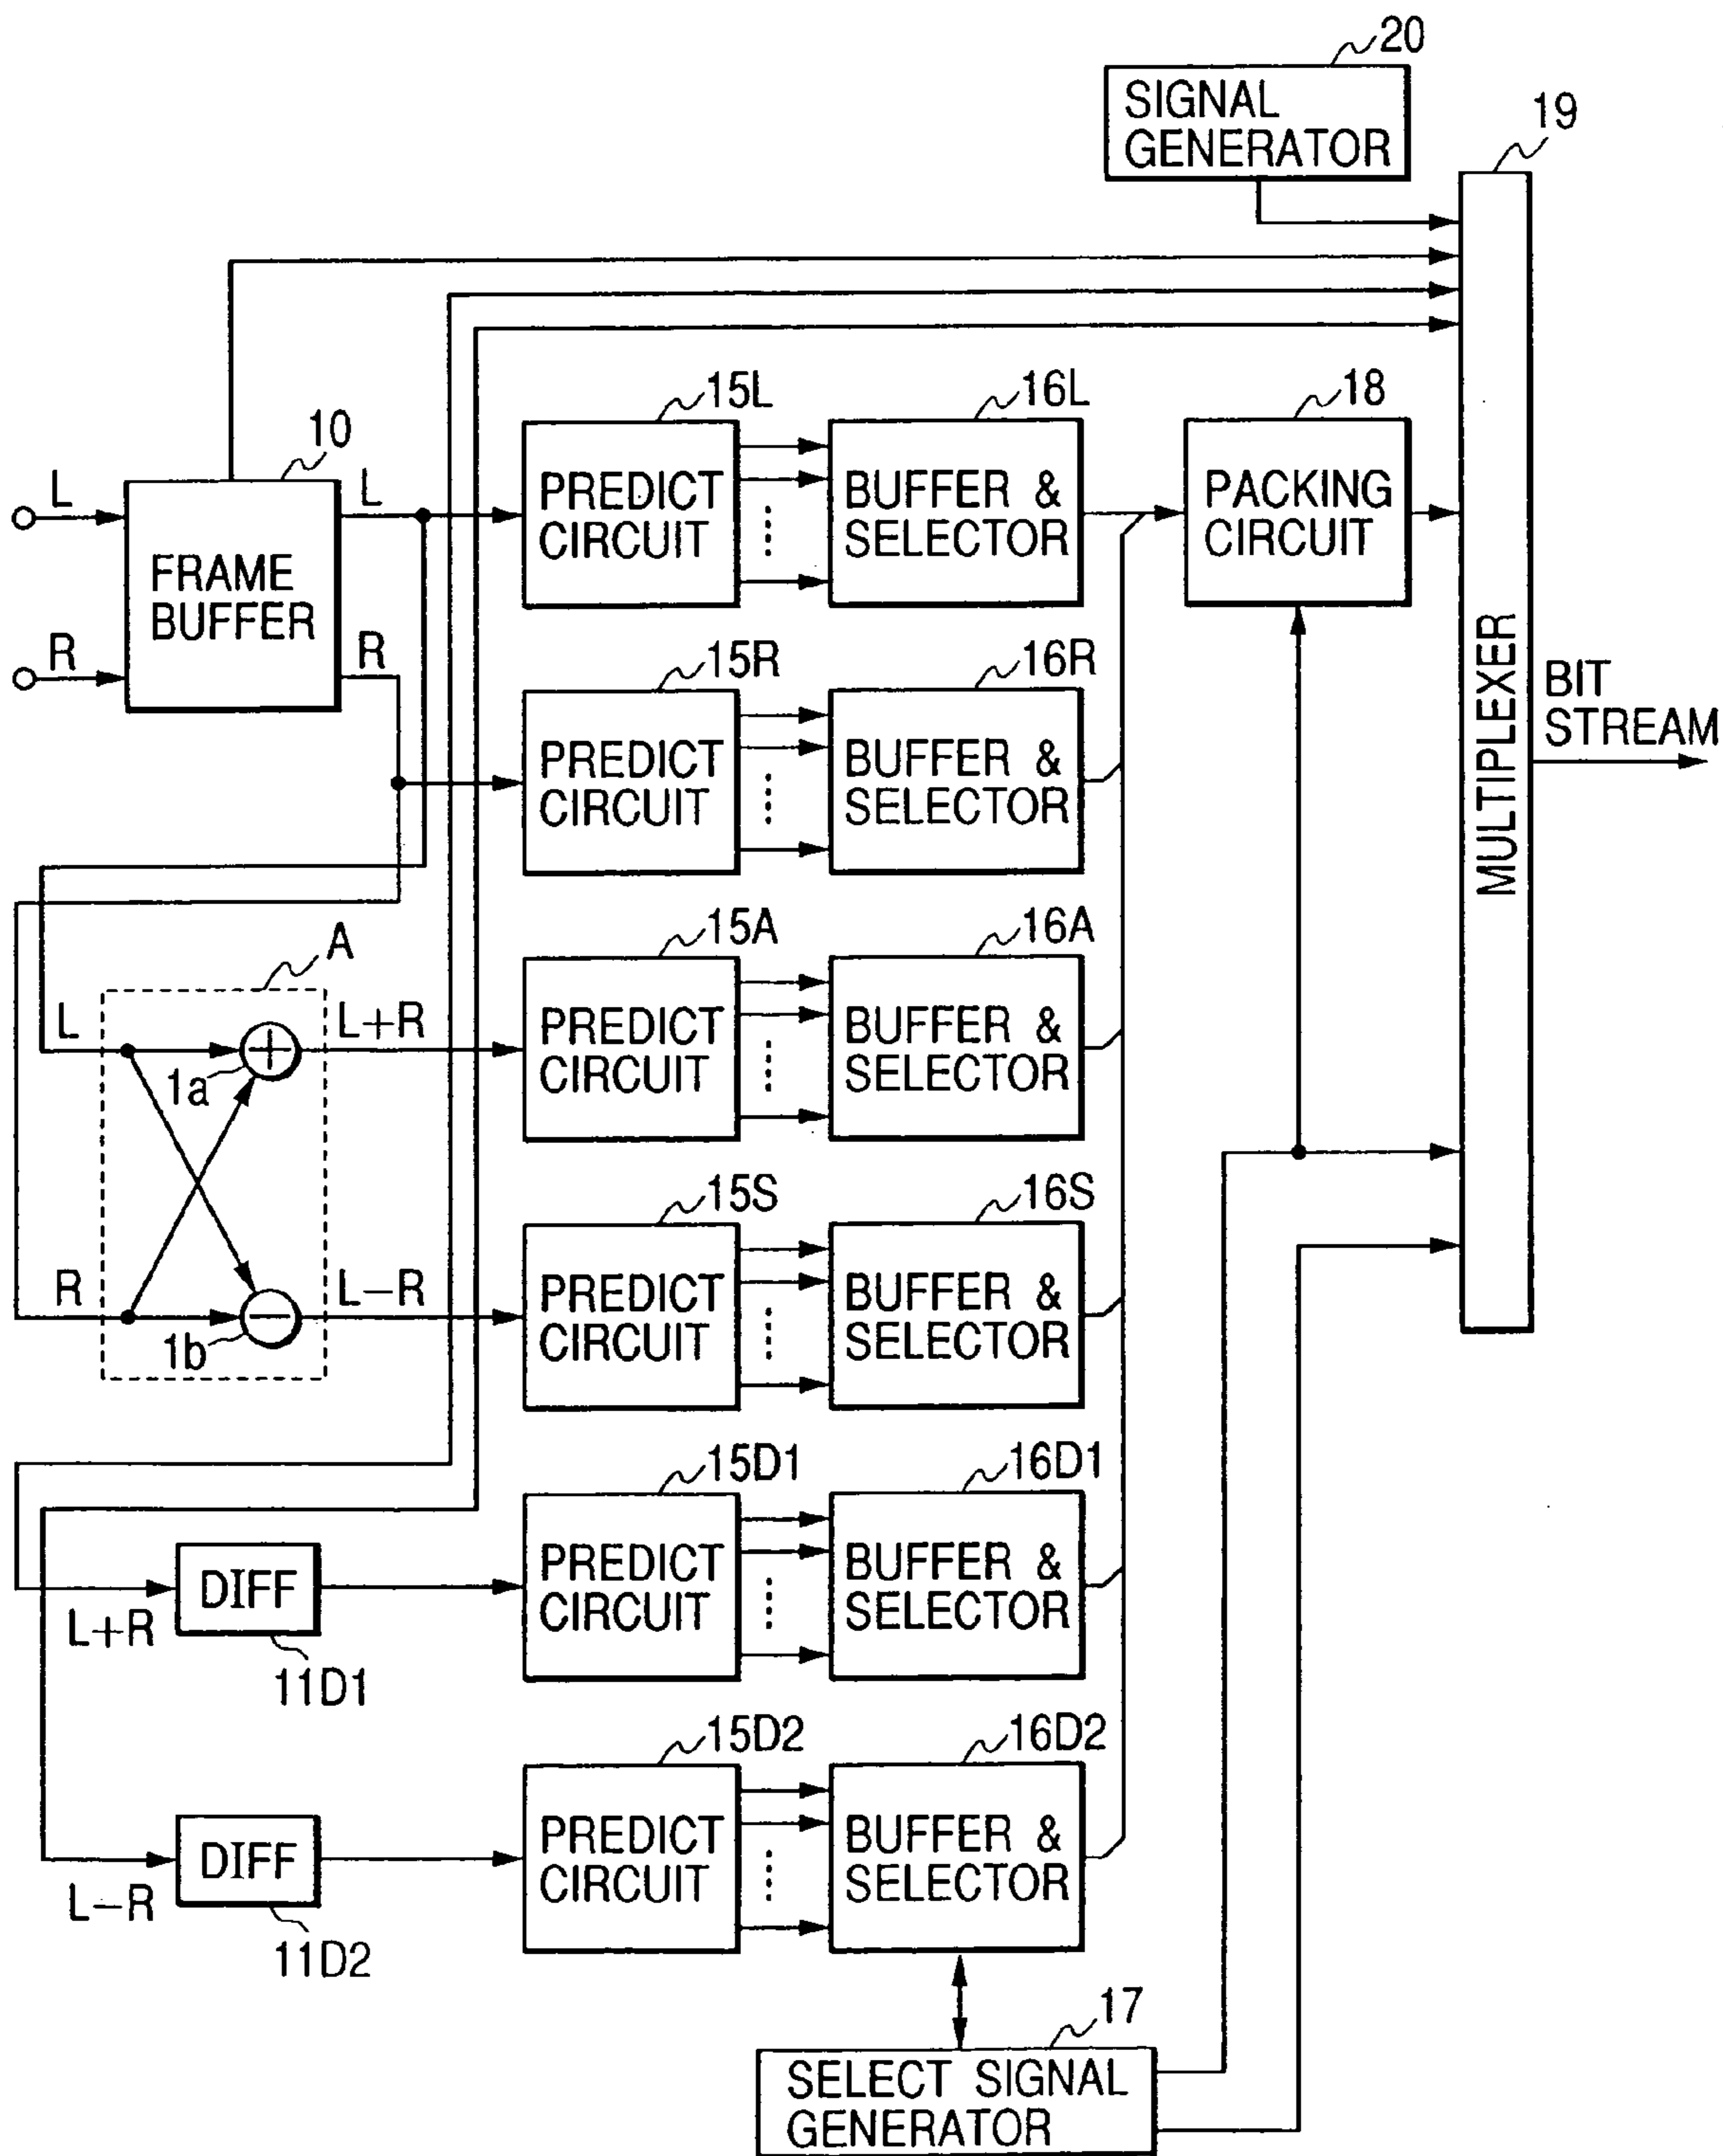 20
SIGNAL
GENERATOR
19
15L
16L
18
10
L
L
PREDICT
CIRCUIT
BUFFER &
SELECTOR
PACKING
CIRCUIT
FRAME
BUFFER
R
R
15R
16R
PREDICT
CIRCUIT
BUFFER &
SELECTOR
MULTIPLEXER
BIT
STREAM
A
15A
16A
L
1a
L+R
PREDICT
CIRCUIT
BUFFER &
SELECTOR
15S
16S
R
1b
L−R
PREDICT
CIRCUIT
BUFFER &
SELECTOR
15D1
16D1
DIFF
L+R
11D1
PREDICT
CIRCUIT
BUFFER &
SELECTOR
15D2
16D2
DIFF
L−R
11D2
PREDICT
CIRCUIT
BUFFER &
SELECTOR
17
SELECT SIGNAL
GENERATOR